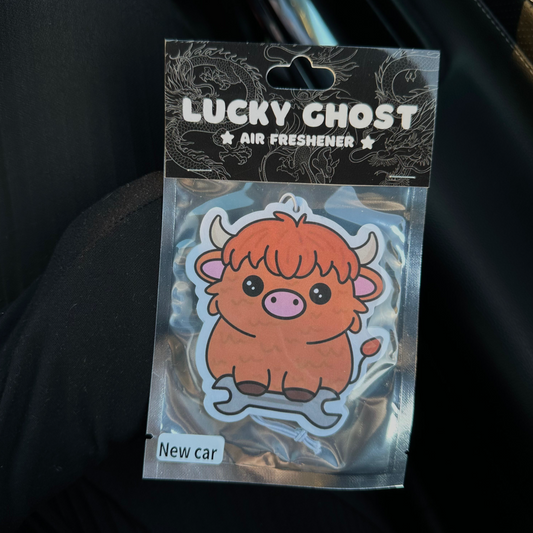 LUCKY GHOST
★ AIR FRESHENER ★
New car